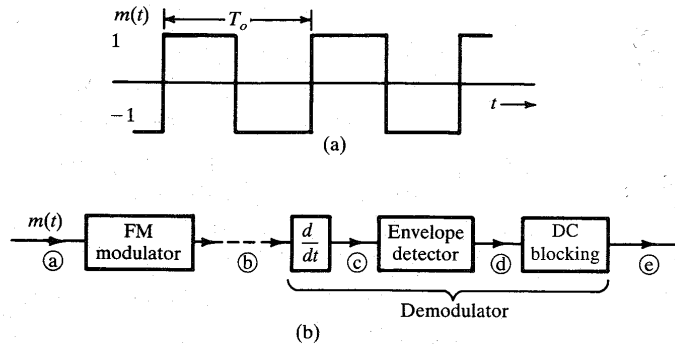 m(t)
T_o
1
t
−1
(a)
m(t)
FM
modulator
d
dt
Envelope
detector
DC
blocking
ⓐ
ⓑ
ⓒ
ⓓ
ⓔ
Demodulator
(b)